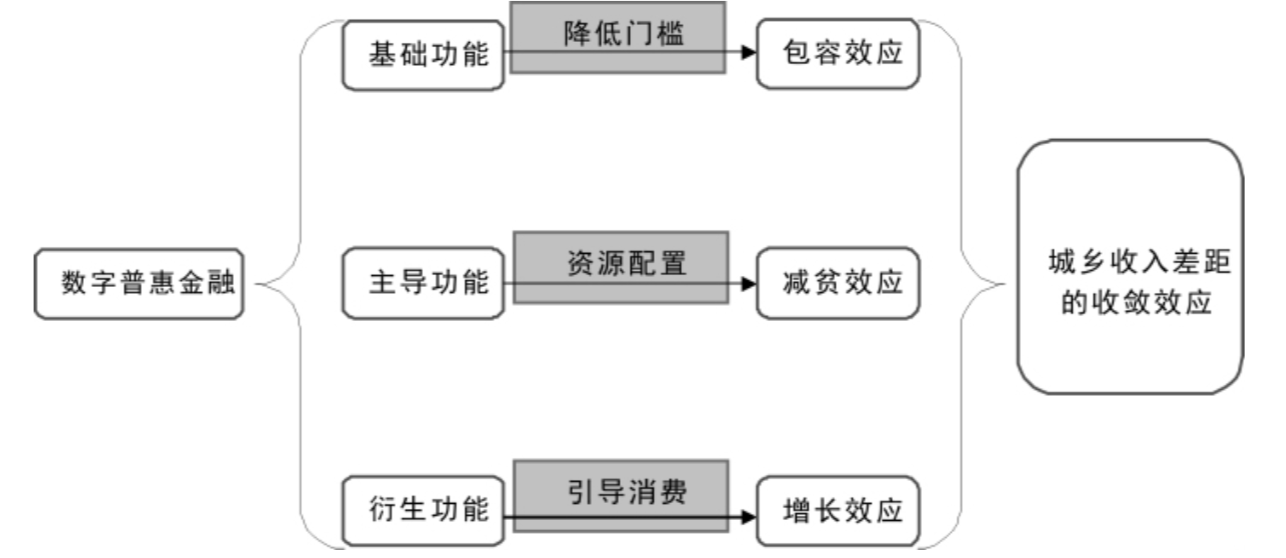 降低门槛
基础功能
包容效应
数字普惠金融
资源配置
主导功能
减贫效应
城乡收入差距
的收敛效应
引导消费
衍生功能
增长效应